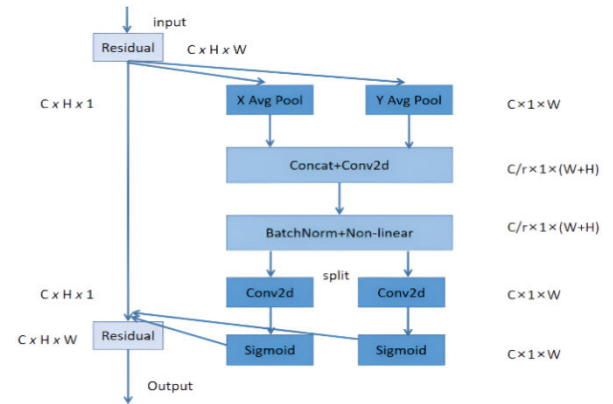 input
Residual
C x H x W
C x H x 1
X Avg Pool
Y Avg Pool
C×1×W
Concat+Conv2d
C/r×1×(W+H)
BatchNorm+Non-linear
C/r×1×(W+H)
split
C x H x 1
Conv2d
Conv2d
C×1×W
C x H x W
Residual
Sigmoid
Sigmoid
C×1×W
Output